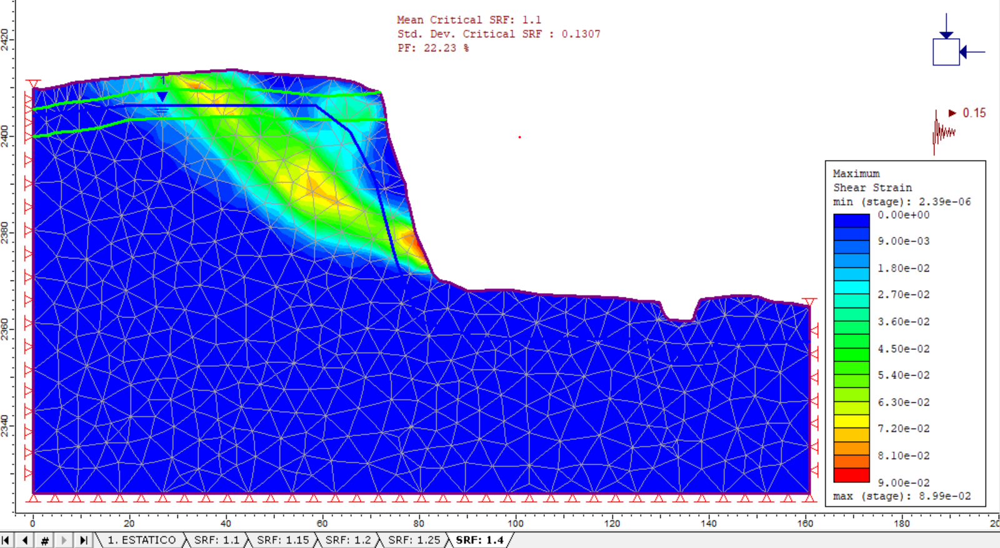 Mean Critical SRF: 1.1
Std. Dev. Critical SRF : 0.1307
PF: 22.23 %
2420
2400
2380
2360
2340
1
0.15
Maximum
Shear Strain
min (stage): 2.39e-06
0.00e+00
9.00e-03
1.80e-02
2.70e-02
3.60e-02
4.50e-02
5.40e-02
6.30e-02
7.20e-02
8.10e-02
9.00e-02
max (stage): 8.99e-02
0 20 40 60 80 100 120 140 160 180
# 1. ESTATICO SRF: 1.1 SRF: 1.15 SRF: 1.2 SRF: 1.25 SRF: 1.4